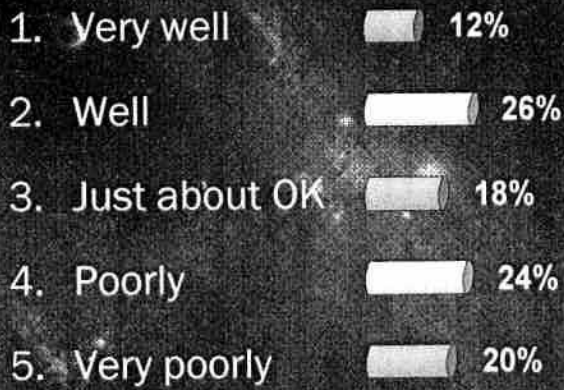 1. Very well 12%
2. Well 26%
3. Just about OK 18%
4. Poorly 24%
5. Very poorly 20%